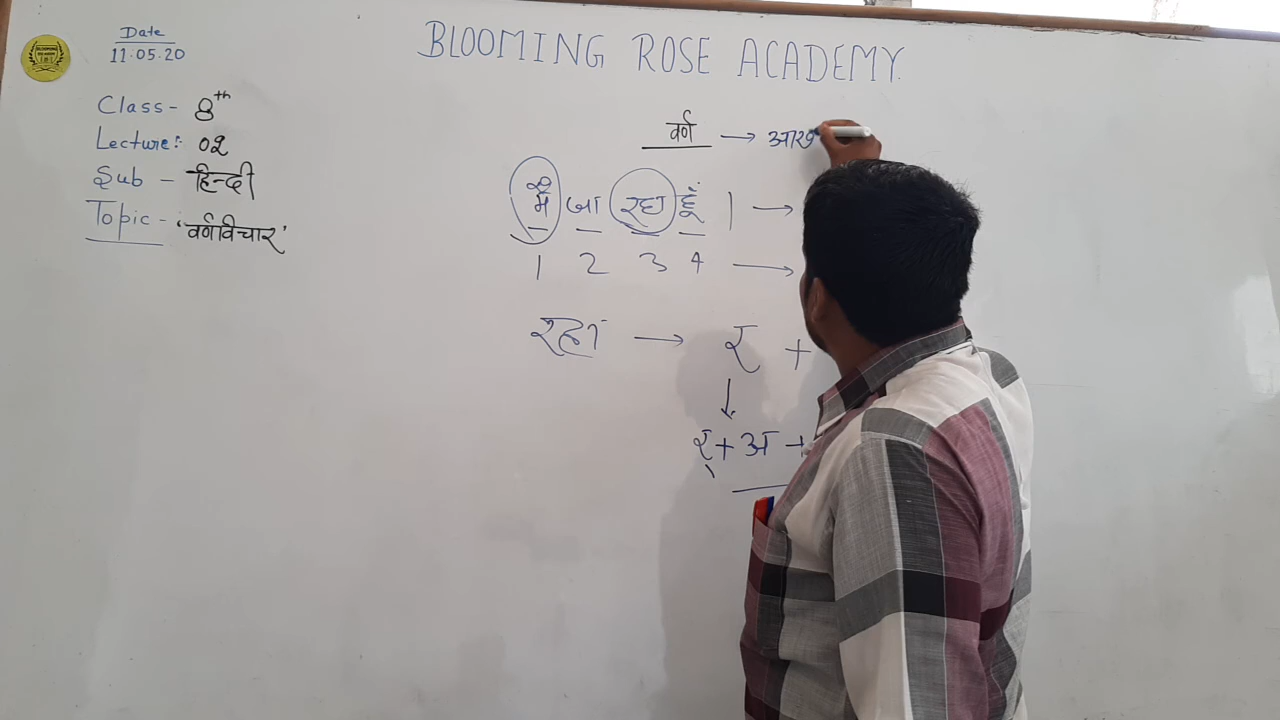 Date
11.05.20
BLOOMING ROSE ACADEMY.
Class- 8th
Lecture:- 02
Sub - हिन्दी
Topic - 'वर्णविचार'
वर्ण → आख
मैं जा रहा हूँ | →
1 2 3 4 →
रहा → र +
↓
र् + अ +